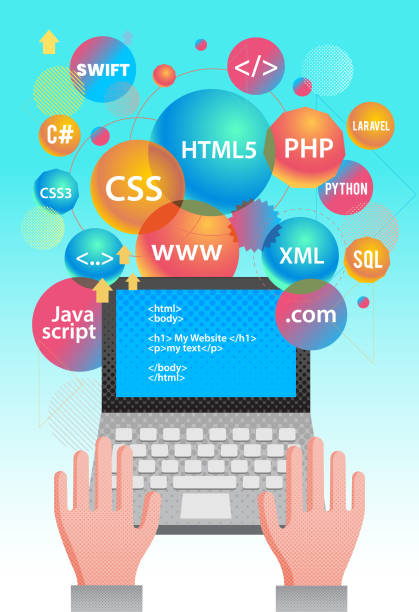 SWIFT
</>
C#
HTML5
PHP
LARAVEL
CSS3
CSS
PYTHON
<..>
WWW
XML
SQL
Java
script
.com
<html>
<body>
<h1> My Website </h1>
<p>my text</p>
</body>
</html>